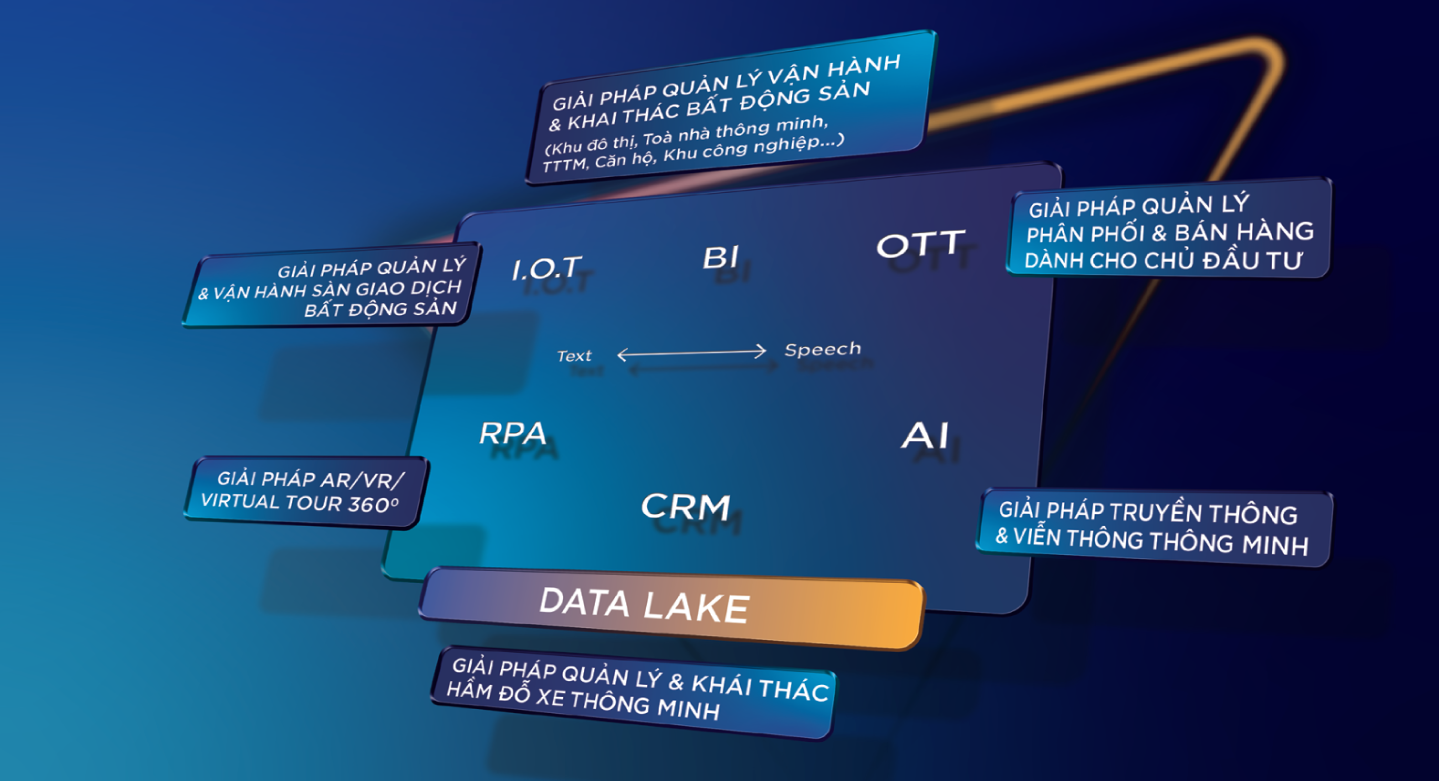 GIẢI PHÁP QUẢN LÝ VẬN HÀNH
& KHAI THÁC BẤT ĐỘNG SẢN
(Khu đô thị, Toà nhà thông minh,
TTTM, Căn hộ, Khu công nghiệp...)
GIẢI PHÁP QUẢN LÝ
PHÂN PHỐI & BÁN HÀNG
DÀNH CHO CHỦ ĐẦU TƯ
GIẢI PHÁP QUẢN LÝ
& VẬN HÀNH SÀN GIAO DỊCH
BẤT ĐỘNG SẢN
I.O.T
BI
OTT
Text
Speech
RPA
AI
CRM
GIẢI PHÁP AR/VR/
VIRTUAL TOUR 360⁰
GIẢI PHÁP TRUYỀN THÔNG
& VIỄN THÔNG THÔNG MINH
DATA LAKE
GIẢI PHÁP QUẢN LÝ & KHÁI THÁC
HẦM ĐỖ XE THÔNG MINH